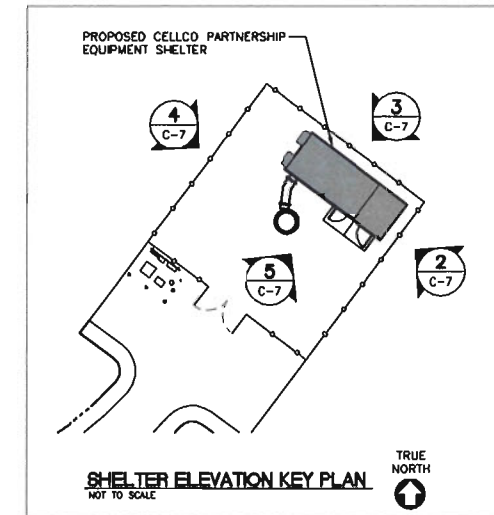 PROPOSED CELLCO PARTNERSHIP
EQUIPMENT SHELTER
4
C-7
3
C-7
5
C-7
2
C-7
SHELTER ELEVATION KEY PLAN
NOT TO SCALE
TRUE
NORTH